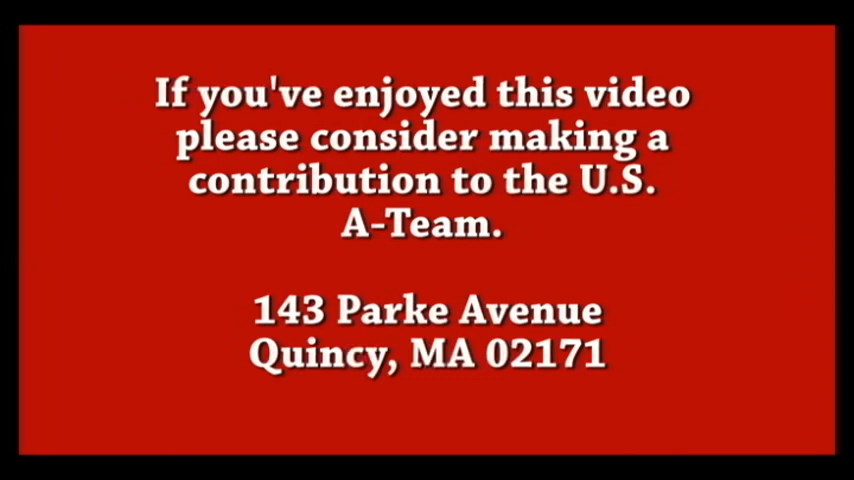 If you've enjoyed this video
please consider making a
contribution to the U.S.
A-Team.
143 Parke Avenue
Quincy, MA 02171